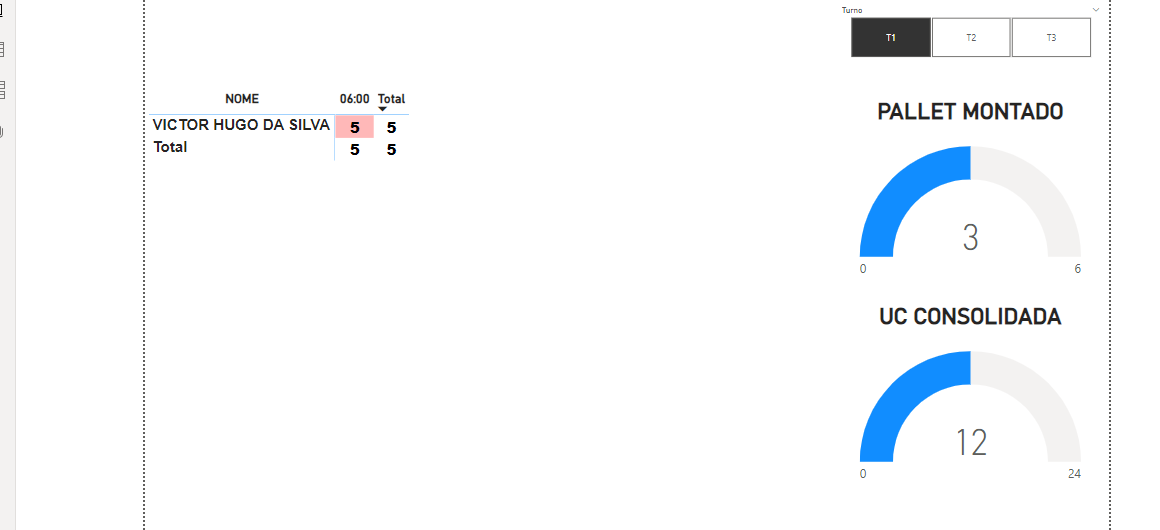 Turno
T1 T2 T3
NOME 06:00 Total
VICTOR HUGO DA SILVA 5 5
Total 5 5
PALLET MONTADO
3
0 6
UC CONSOLIDADA
12
0 24